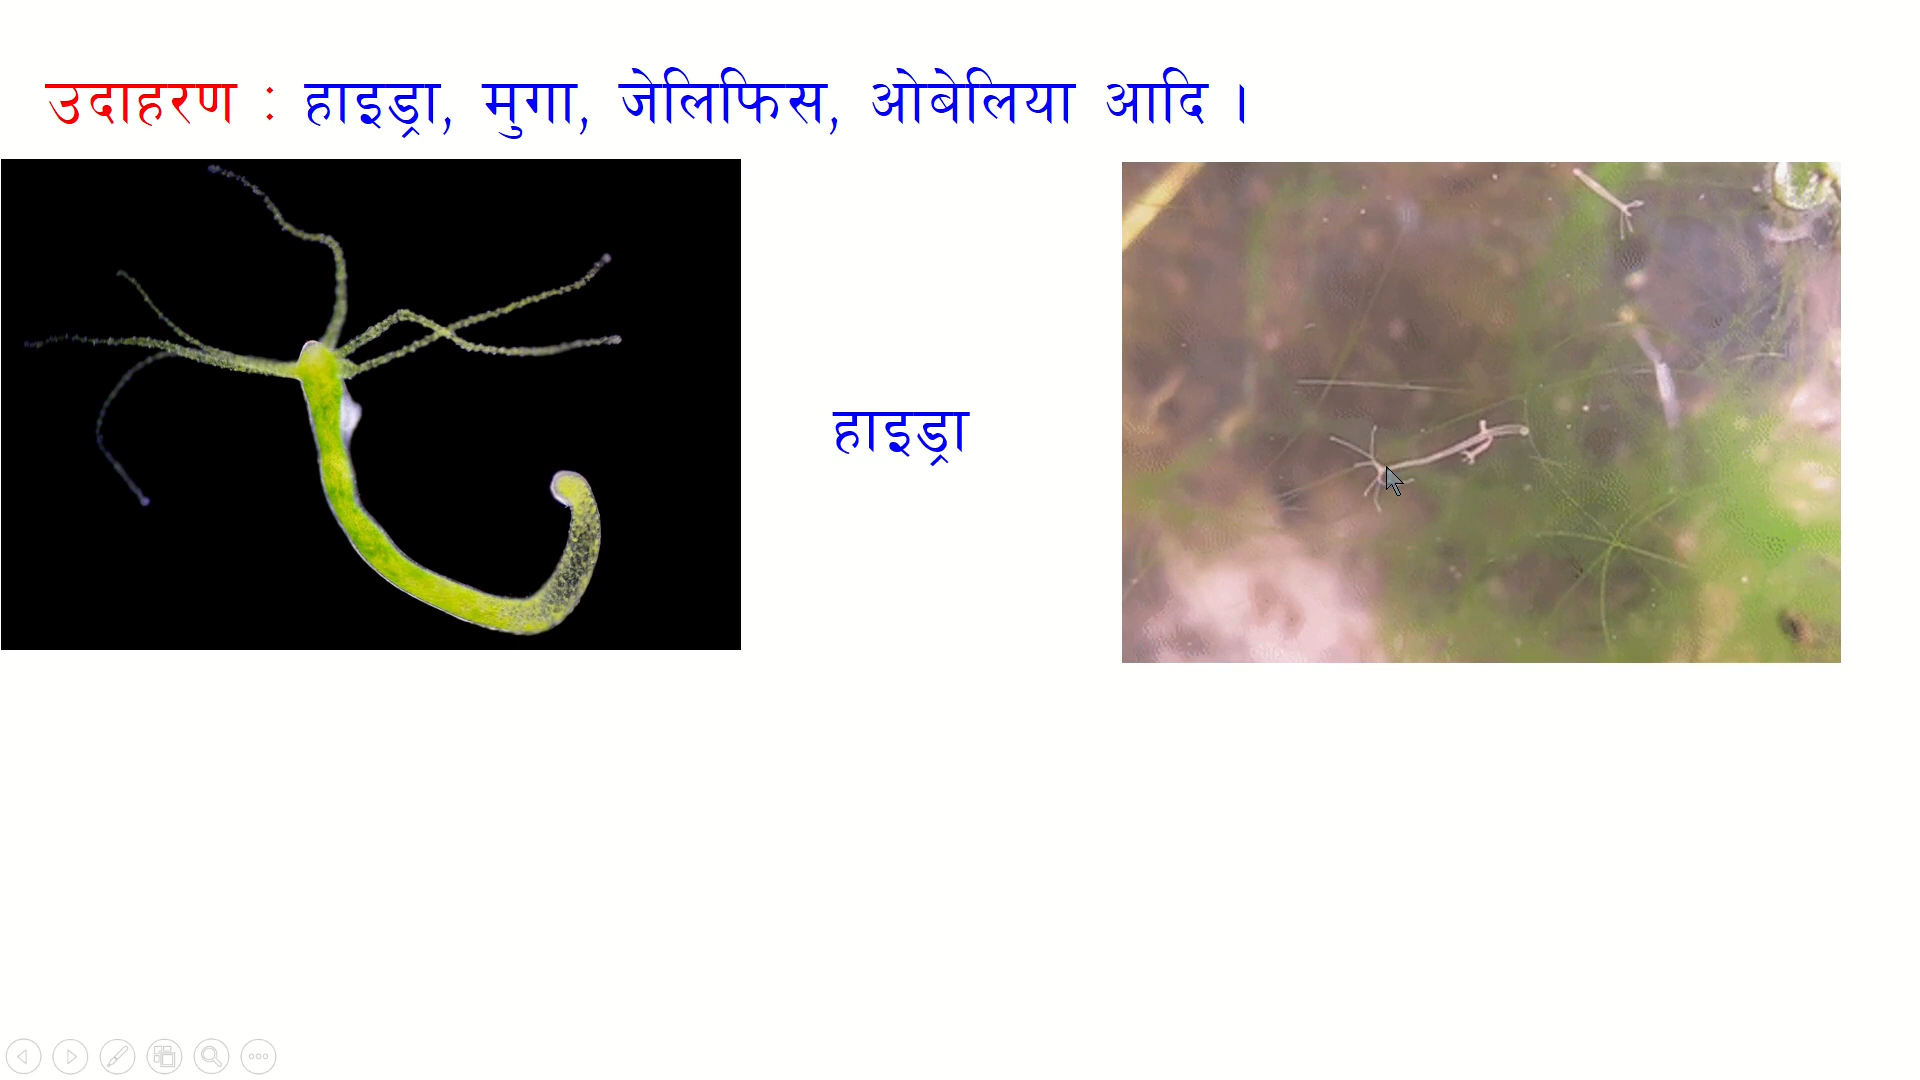 उदाहरण : हाइड्रा, मुगा, जेलिफिस, ओबेलिया आदि ।
हाइड्रा